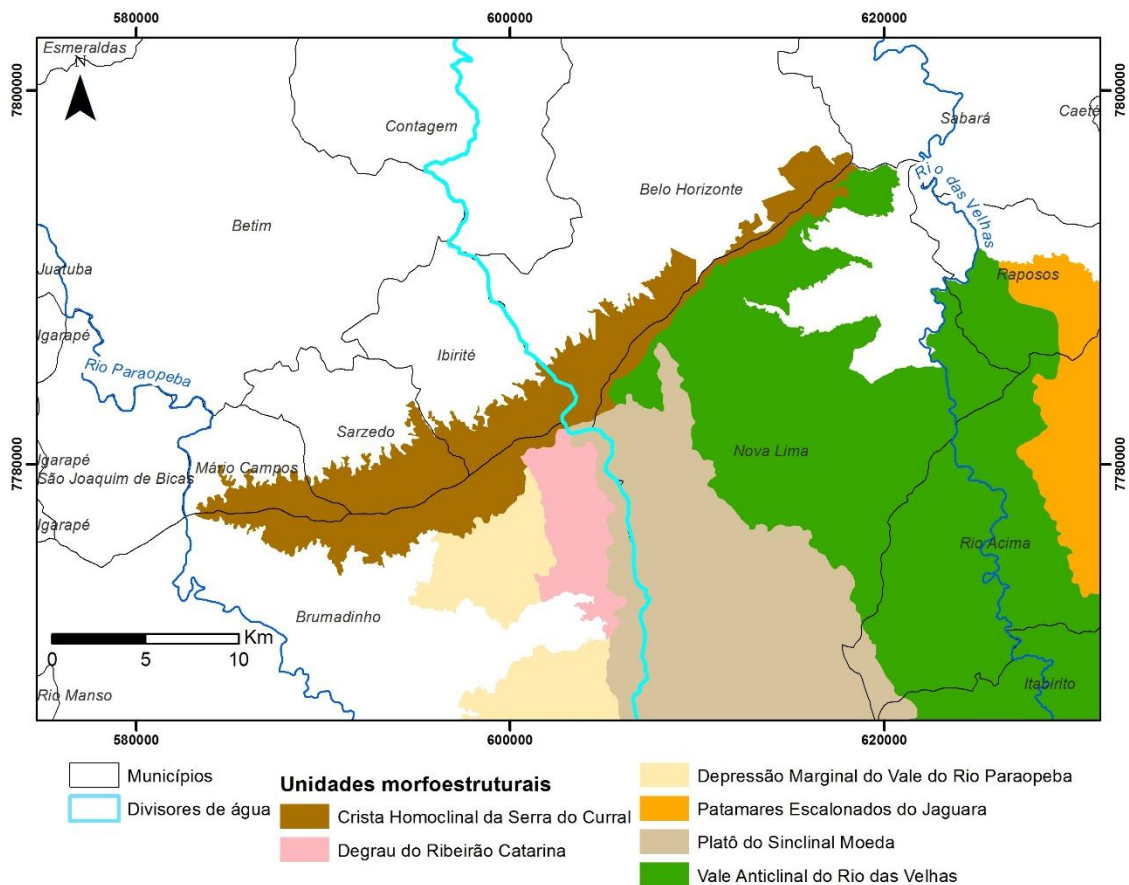 580000 600000 620000
Esmeraldas
N
7800000 7800000
Contagem
Sabará
Caeté
Belo Horizonte
Rio das Velhas
Betim
Juatuba
Raposos
Igarapé
Ibirité
Rio Paraopeba
Sarzedo
Nova Lima
Igarapé
Mário Campos
7780000 7780000
São Joaquim de Bicas
Igarapé
Rio Acima
Brumadinho
Km
0 5 10
Rio Manso
Itabirito
580000 600000 620000
Municípios
Divisores de água
Unidades morfoestruturais
Crista Homoclinal da Serra do Curral
Degrau do Ribeirão Catarina
Depressão Marginal do Vale do Rio Paraopeba
Patamares Escalonados do Jaguara
Platô do Sinclinal Moeda
Vale Anticlinal do Rio das Velhas